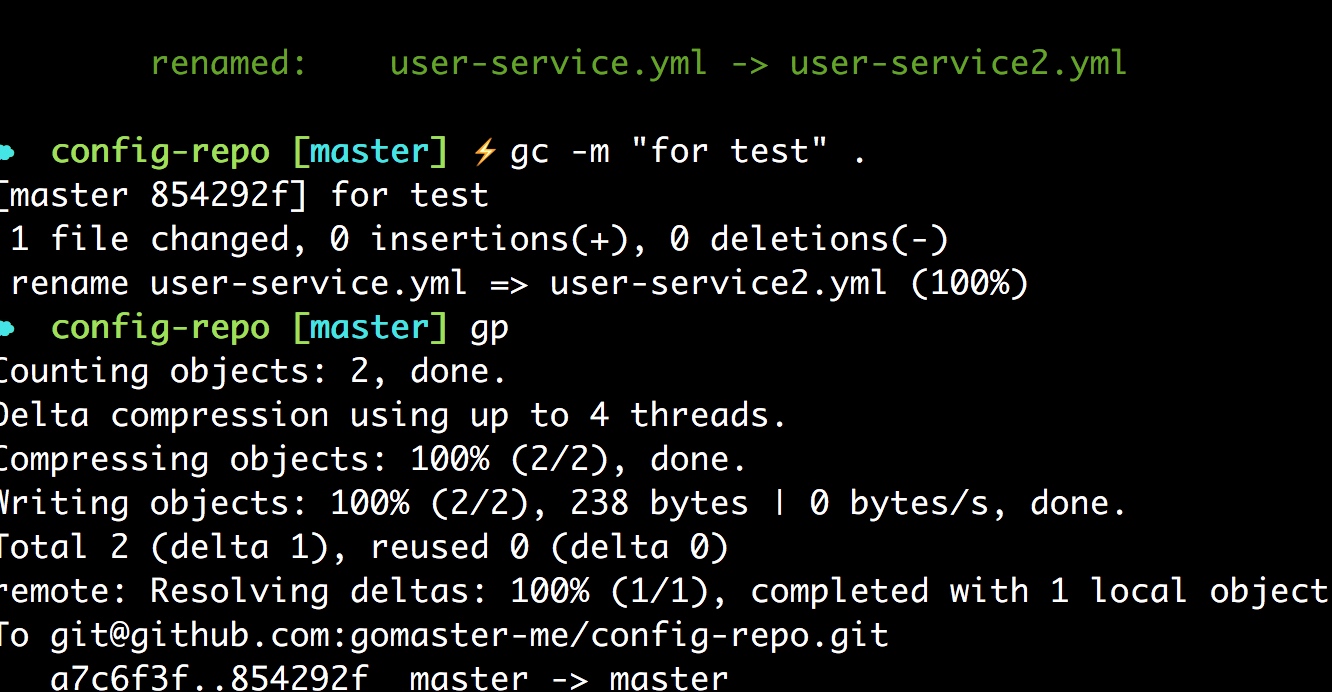 renamed:    user-service.yml -> user-service2.yml
config-repo [master] ⚡ gc -m "for test" .
[master 854292f] for test
1 file changed, 0 insertions(+), 0 deletions(-)
rename user-service.yml => user-service2.yml (100%)
config-repo [master] gp
Counting objects: 2, done.
Delta compression using up to 4 threads.
Compressing objects: 100% (2/2), done.
Writing objects: 100% (2/2), 238 bytes | 0 bytes/s, done.
Total 2 (delta 1), reused 0 (delta 0)
remote: Resolving deltas: 100% (1/1), completed with 1 local object
To git@github.com:gomaster-me/config-repo.git
a7c6f3f..854292f  master -> master